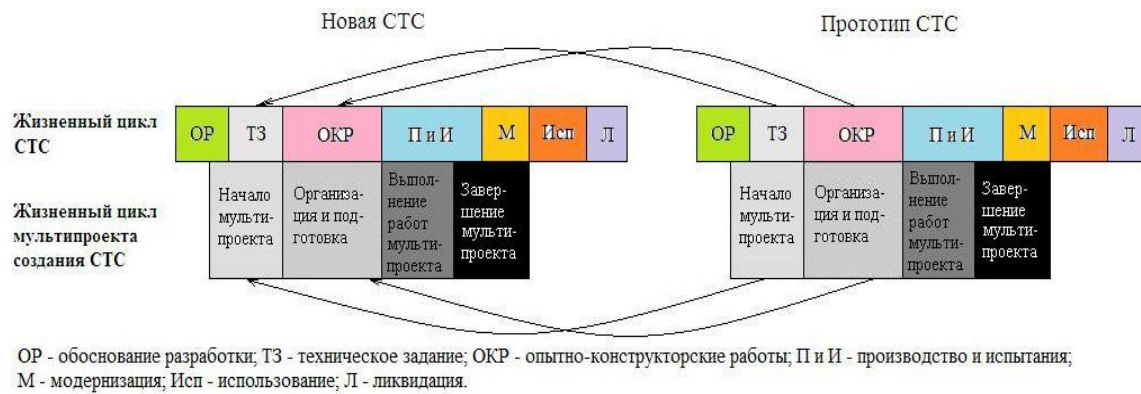 Новая СТС
Прототип СТС
Жизненный цикл
СТС
ОР
ТЗ
ОКР
П и И
М
Исп
Л
ОР
ТЗ
ОКР
П и И
М
Исп
Л
Жизненный цикл
мультипроекта
создания СТС
Начало
мульти-
проекта
Организа-
ция и под-
готовка
Выпол-
нение
работ
мульти-
проекта
Завер-
шение
мульти-
проекта
Начало
мульти-
проекта
Организа-
ция и под-
готовка
Выпол-
нение
работ
мульти-
проекта
Завер-
шение
мульти-
проекта
ОР - обоснование разработки; ТЗ - техническое задание; ОКР - опытно-конструкторские работы; П и И - производство и испытания;
М - модернизация; Исп - использование; Л - ликвидация.